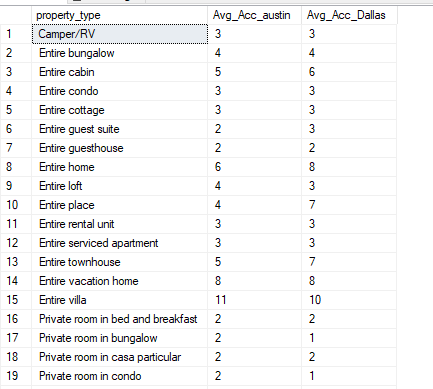 property_type Avg_Acc_austin Avg_Acc_Dallas
1 Camper/RV 3 3
2 Entire bungalow 4 4
3 Entire cabin 5 6
4 Entire condo 3 3
5 Entire cottage 3 3
6 Entire guest suite 2 3
7 Entire guesthouse 2 2
8 Entire home 6 8
9 Entire loft 4 3
10 Entire place 4 7
11 Entire rental unit 3 3
12 Entire serviced apartment 3 3
13 Entire townhouse 5 7
14 Entire vacation home 8 8
15 Entire villa 11 10
16 Private room in bed and breakfast 2 2
17 Private room in bungalow 2 1
18 Private room in casa particular 2 2
19 Private room in condo 2 1